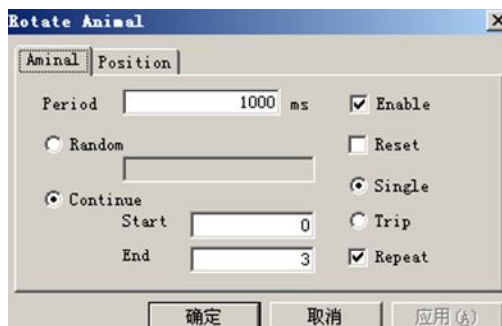 Rotate Animal
Aminal Position
Period 1000 ms Enable
Random Reset
Continue Single
Start 0 Trip
End 3 Repeat
确定 取消 应用(A)